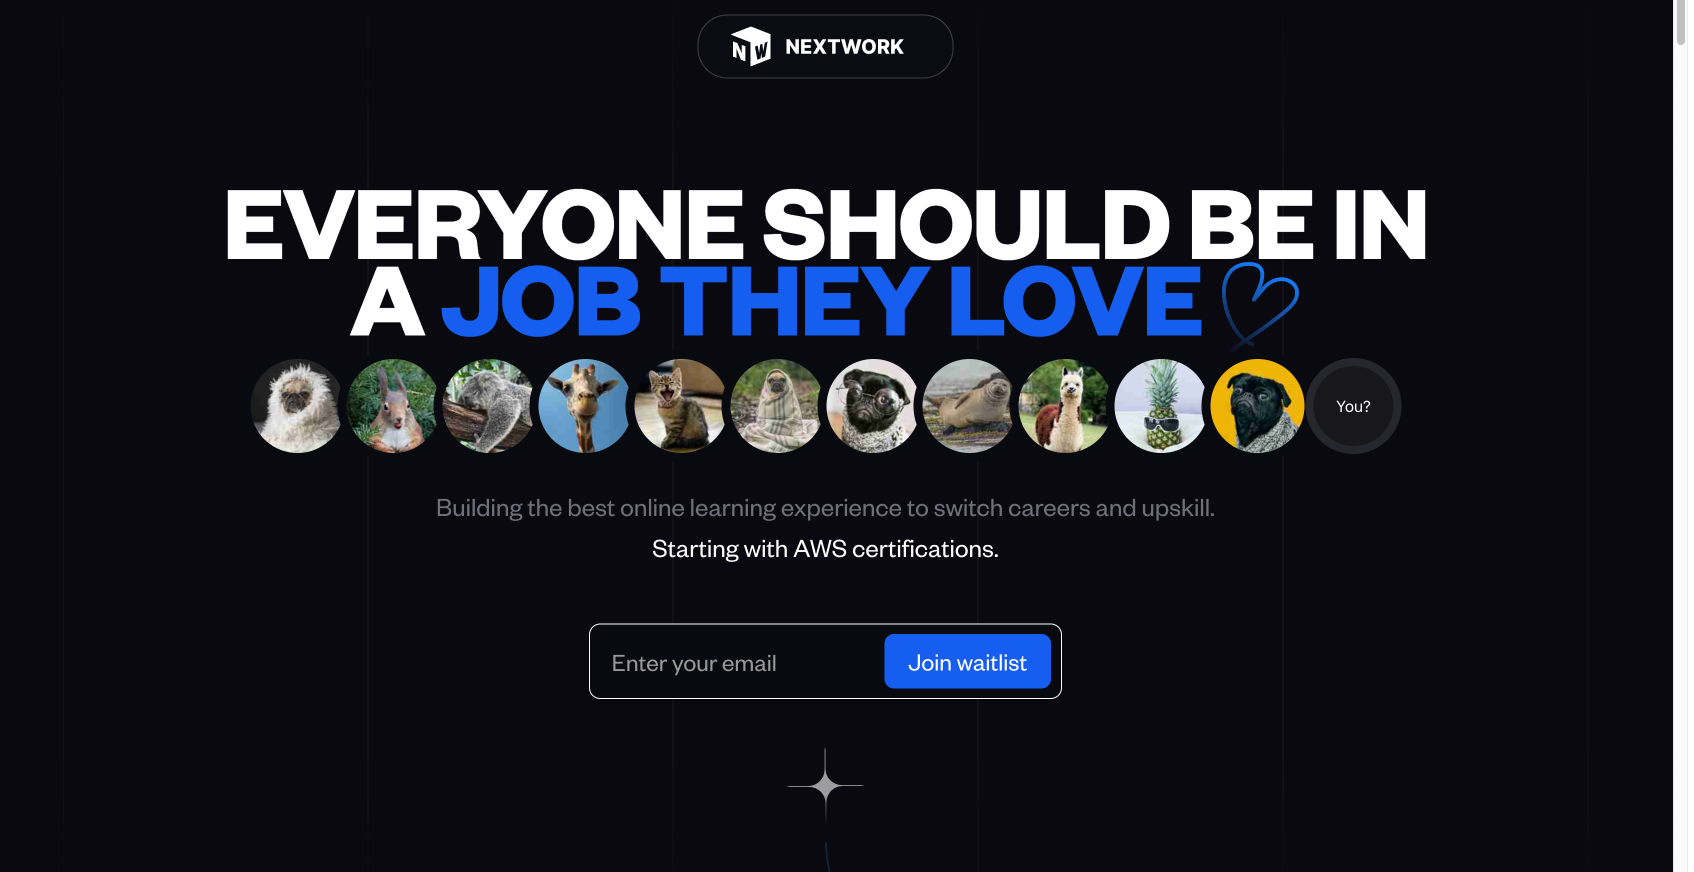 NW NEXTWORK
EVERYONE SHOULD BE IN
A JOB THEY LOVE
You?
Building the best online learning experience to switch careers and upskill.
Starting with AWS certifications.
Enter your email
Join waitlist